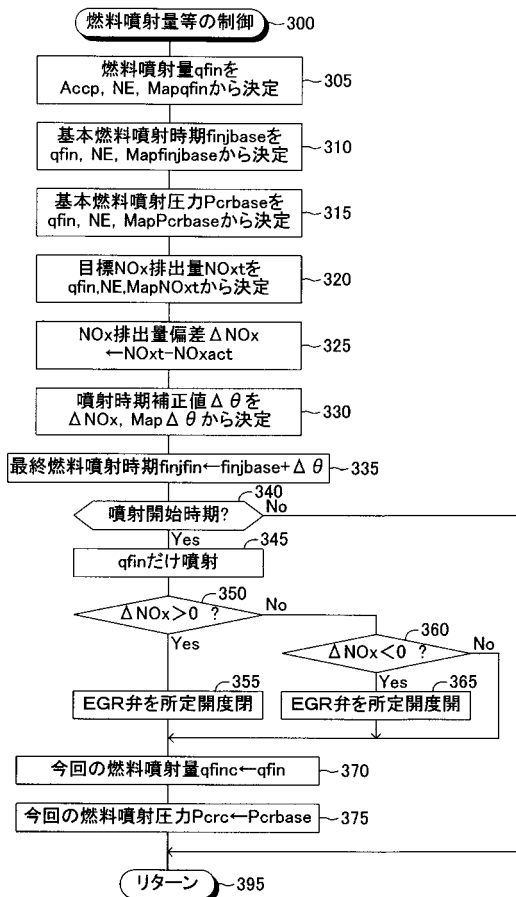 燃料噴射量等の制御
300
燃料噴射量qfinを
Accp, NE, Mapqfinから決定
305
基本燃料噴射時期finjbaseを
qfin, NE, Mapfinjbaseから決定
310
基本燃料噴射圧力Pcrbaseを
qfin, NE, MapPcrbaseから決定
315
目標NOx排出量NOxtを
qfin,NE,MapNOxtから決定
320
NOx排出量偏差ΔNOx
←NOxt-NOxact
325
噴射時期補正値Δθを
ΔNOx, MapΔθから決定
330
最終燃料噴射時期finjfin←finjbase+Δθ
335
340
噴射開始時期?
No
Yes
345
qfinだけ噴射
350
ΔNOx>0 ?
No
Yes
360
ΔNOx<0 ?
No
Yes
355
EGR弁を所定開度閉
365
EGR弁を所定開度開
今回の燃料噴射量qfinc←qfin
370
今回の燃料噴射圧力Pcrc←Pcrbase
375
リターン
395